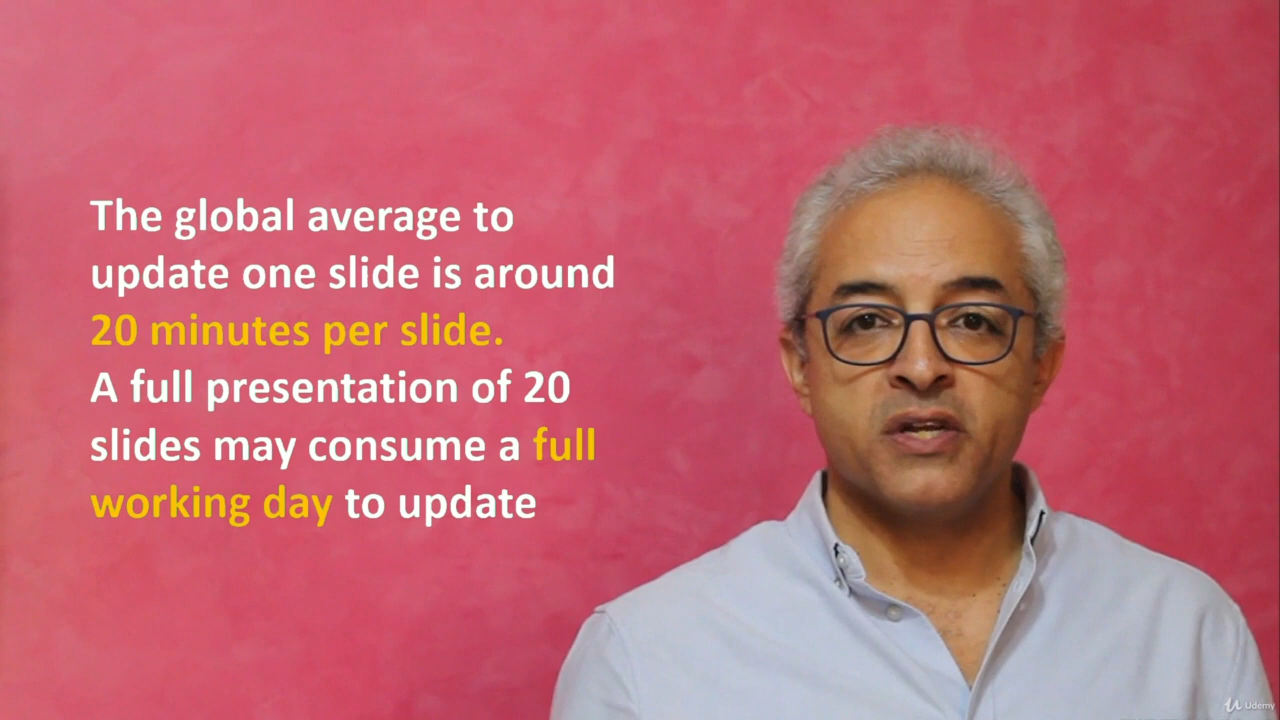 The global average to
update one slide is around
20 minutes per slide.
A full presentation of 20
slides may consume a full
working day to update
Udemy